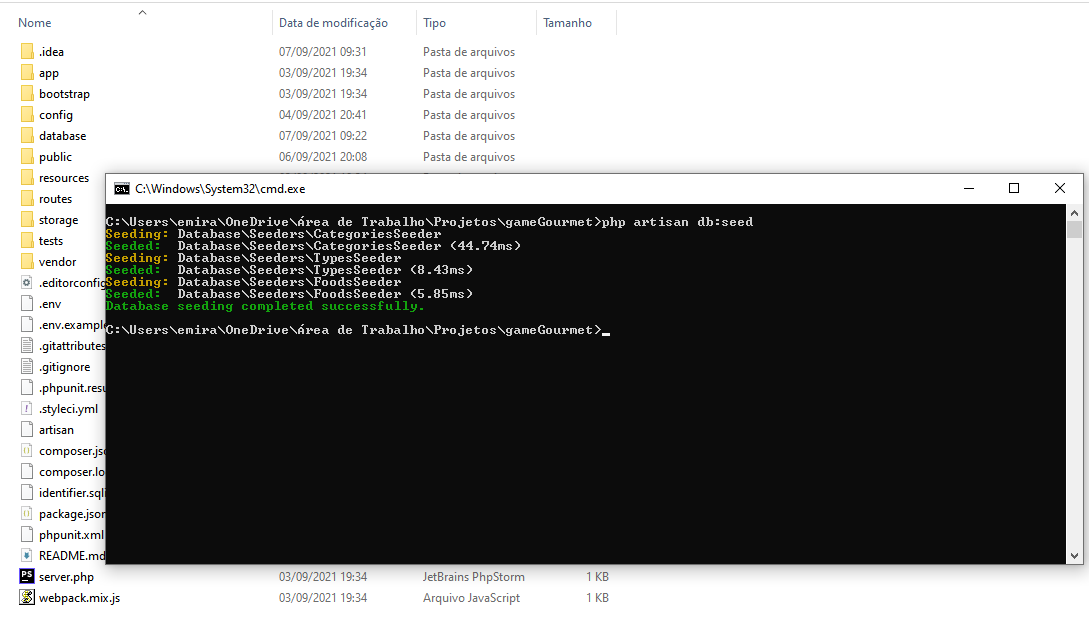 Nome Data de modificação Tipo Tamanho
.idea 07/09/2021 09:31 Pasta de arquivos
app 03/09/2021 19:34 Pasta de arquivos
bootstrap 03/09/2021 19:34 Pasta de arquivos
config 04/09/2021 20:41 Pasta de arquivos
database 07/09/2021 09:22 Pasta de arquivos
public 06/09/2021 20:08 Pasta de arquivos
resources
routes
storage
tests
vendor
.editorconfig
.env
.env.example
.gitattributes
.gitignore
.phpunit.resu
.styleci.yml
artisan
composer.jso
composer.lo
identifier.sqli
package.json
phpunit.xml
README.md
server.php 03/09/2021 19:34 JetBrains PhpStorm 1 KB
webpack.mix.js 03/09/2021 19:34 Arquivo JavaScript 1 KB
C:\Windows\System32\cmd.exe
C:\Users\emira\OneDrive\Área de Trabalho\Projetos\gameGourmet>php artisan db:seed
Seeding: Database\Seeders\CategoriesSeeder
Seeded: Database\Seeders\CategoriesSeeder (44.74ms)
Seeding: Database\Seeders\TypesSeeder
Seeded: Database\Seeders\TypesSeeder (8.43ms)
Seeding: Database\Seeders\FoodsSeeder
Seeded: Database\Seeders\FoodsSeeder (5.85ms)
Database seeding completed successfully.
C:\Users\emira\OneDrive\Área de Trabalho\Projetos\gameGourmet>